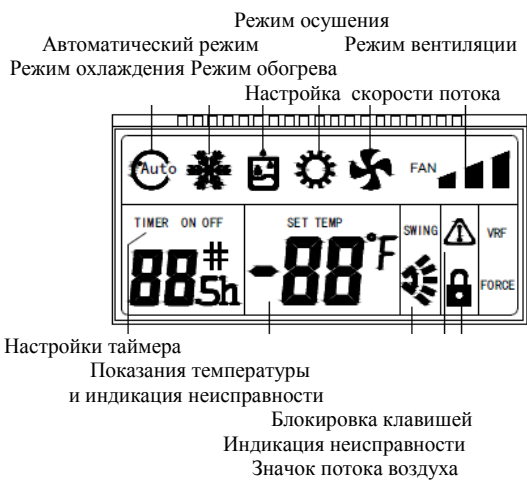 Режим осушения
Автоматический режим Режим вентиляции
Режим охлаждения Режим обогрева
Настройка скорости потока
Auto FAN
TIMER ON OFF SET TEMP SWING VRF
88 # 5h -88 °F FORCE
Настройки таймера
Показания температуры
и индикация неисправности
Блокировка клавишей
Индикация неисправности
Значок потока воздуха